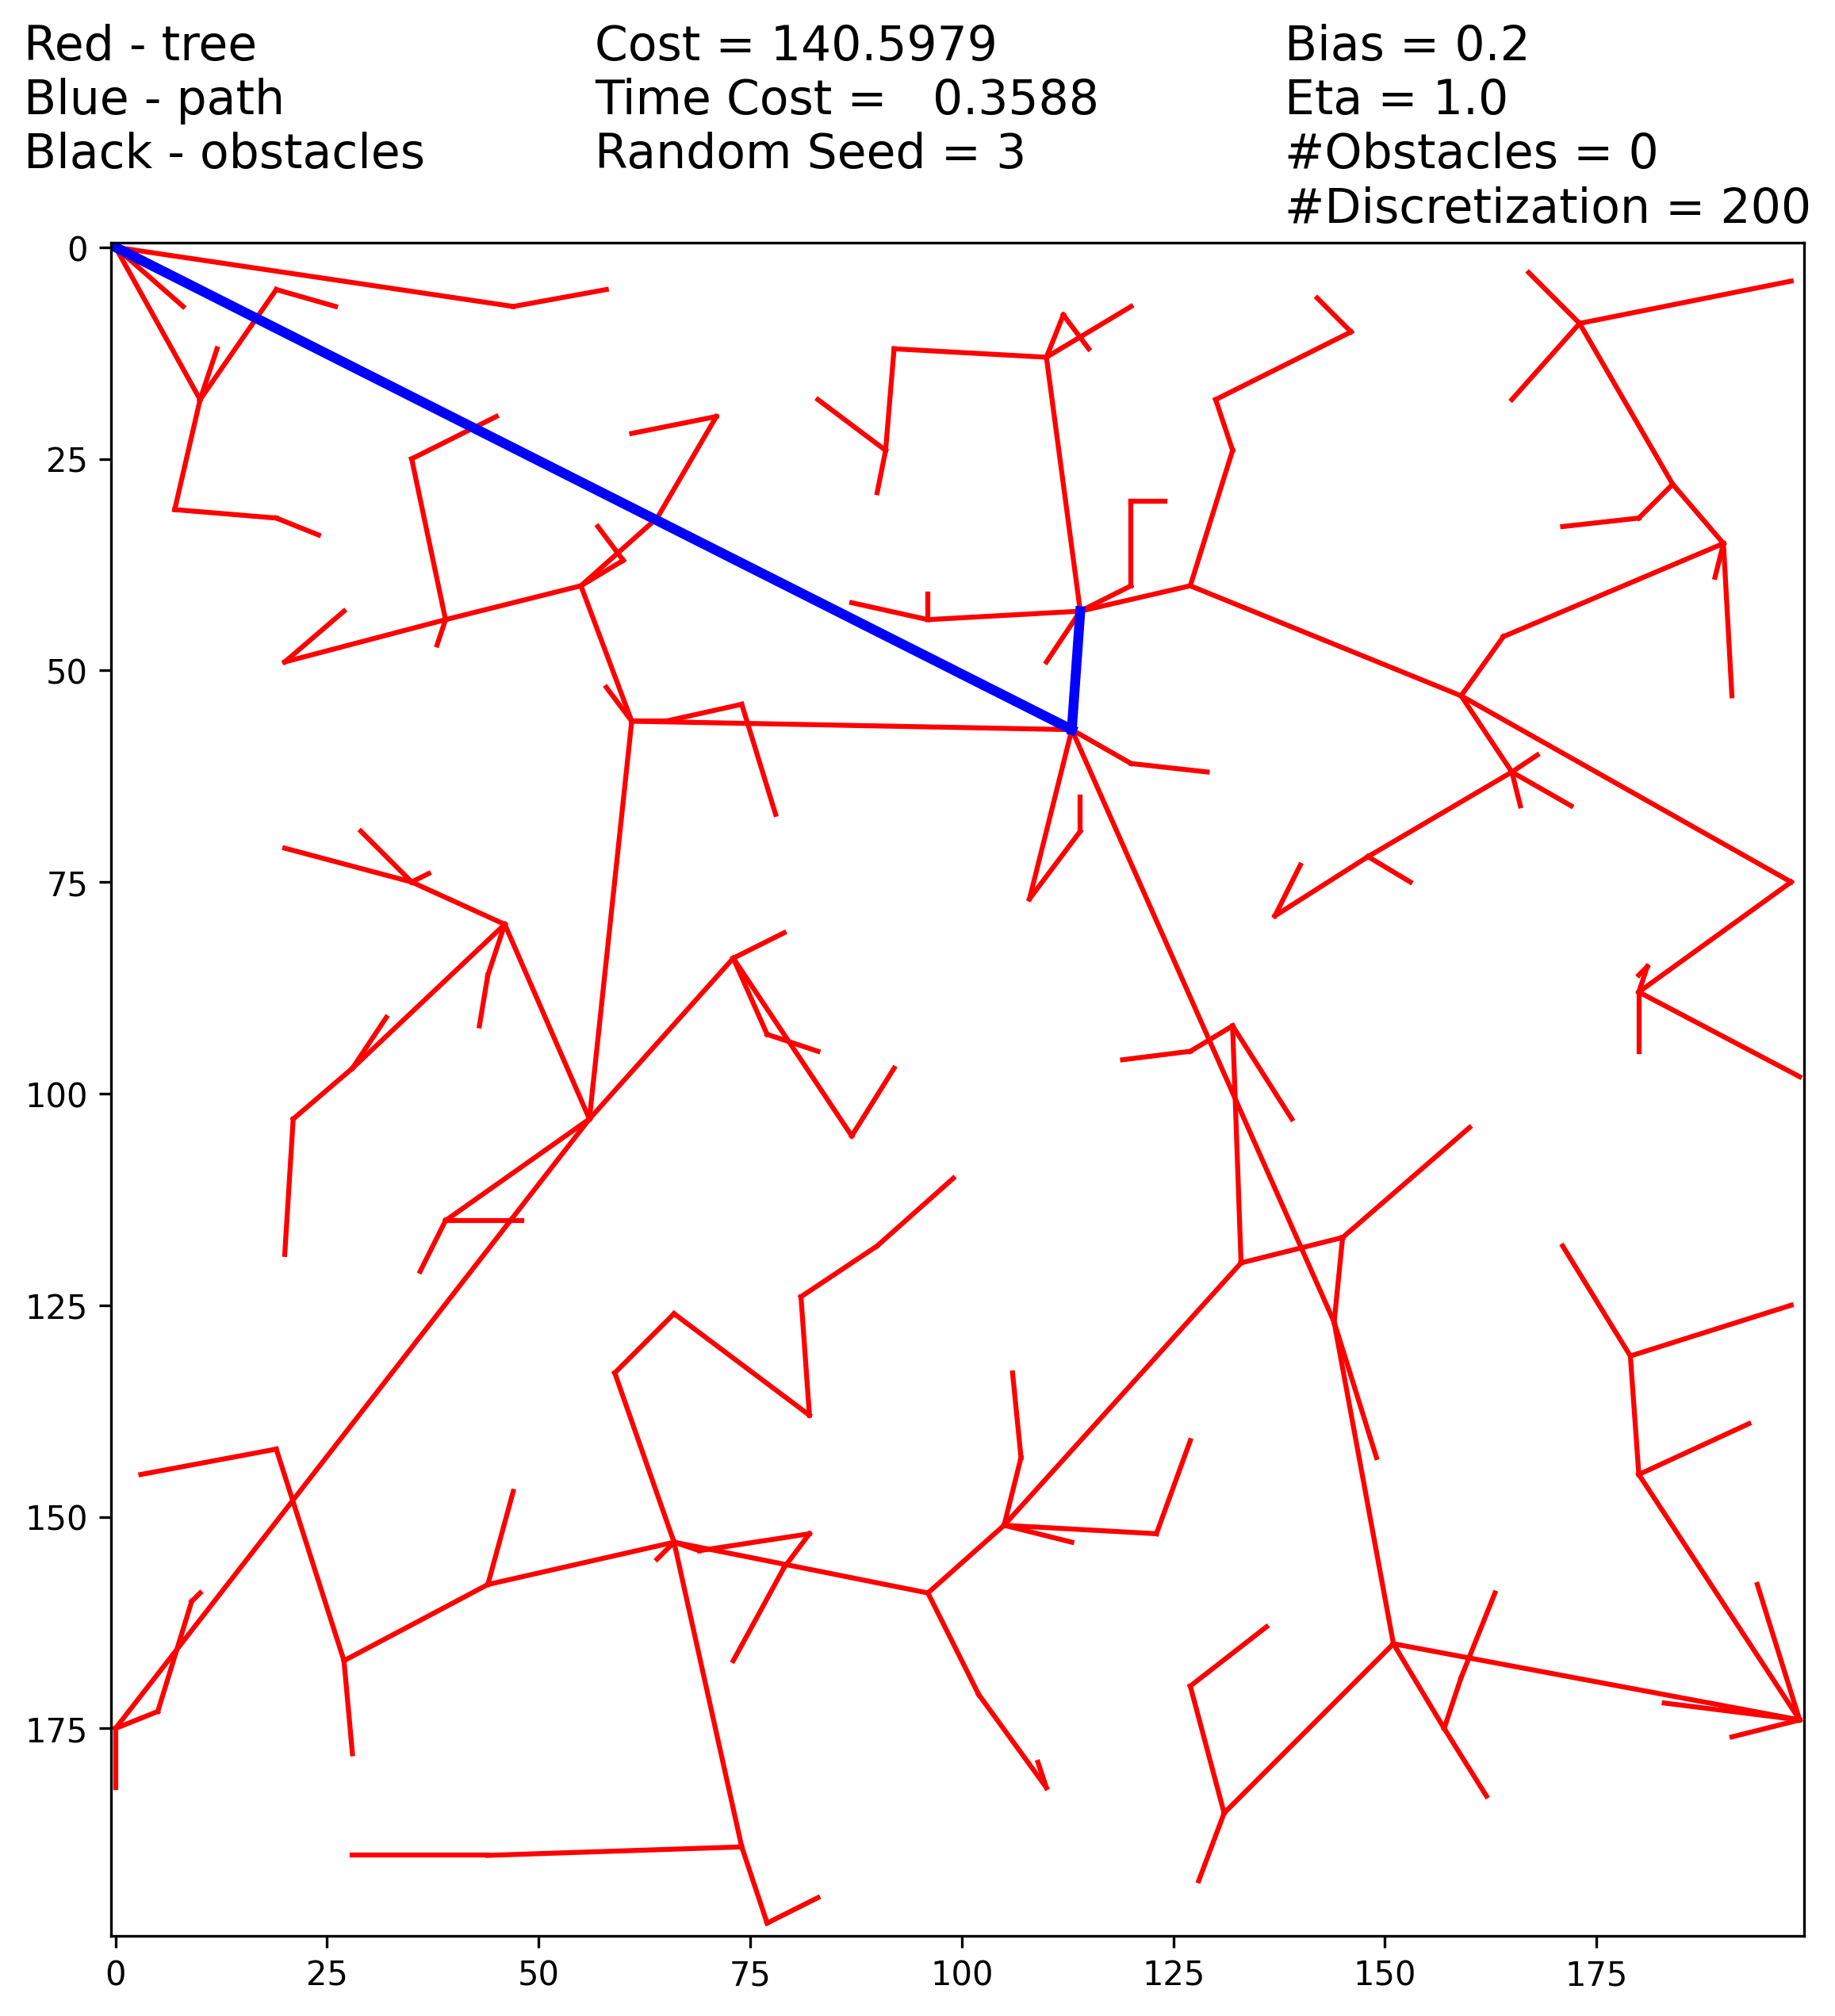 Red - tree
Blue - path
Black - obstacles
Cost = 140.5979
Time Cost =   0.3588
Random Seed = 3
Bias = 0.2
Eta = 1.0
#Obstacles = 0
#Discretization = 200
0
25
50
75
100
125
150
175
0 25 50 75 100 125 150 175